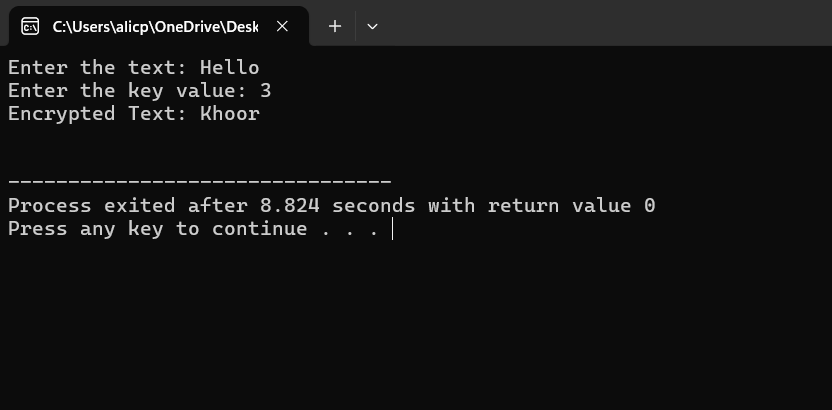 C:\Users\alicp\OneDrive\Desk
Enter the text: Hello
Enter the key value: 3
Encrypted Text: Khoor
--------------------------------
Process exited after 8.824 seconds with return value 0
Press any key to continue . . .